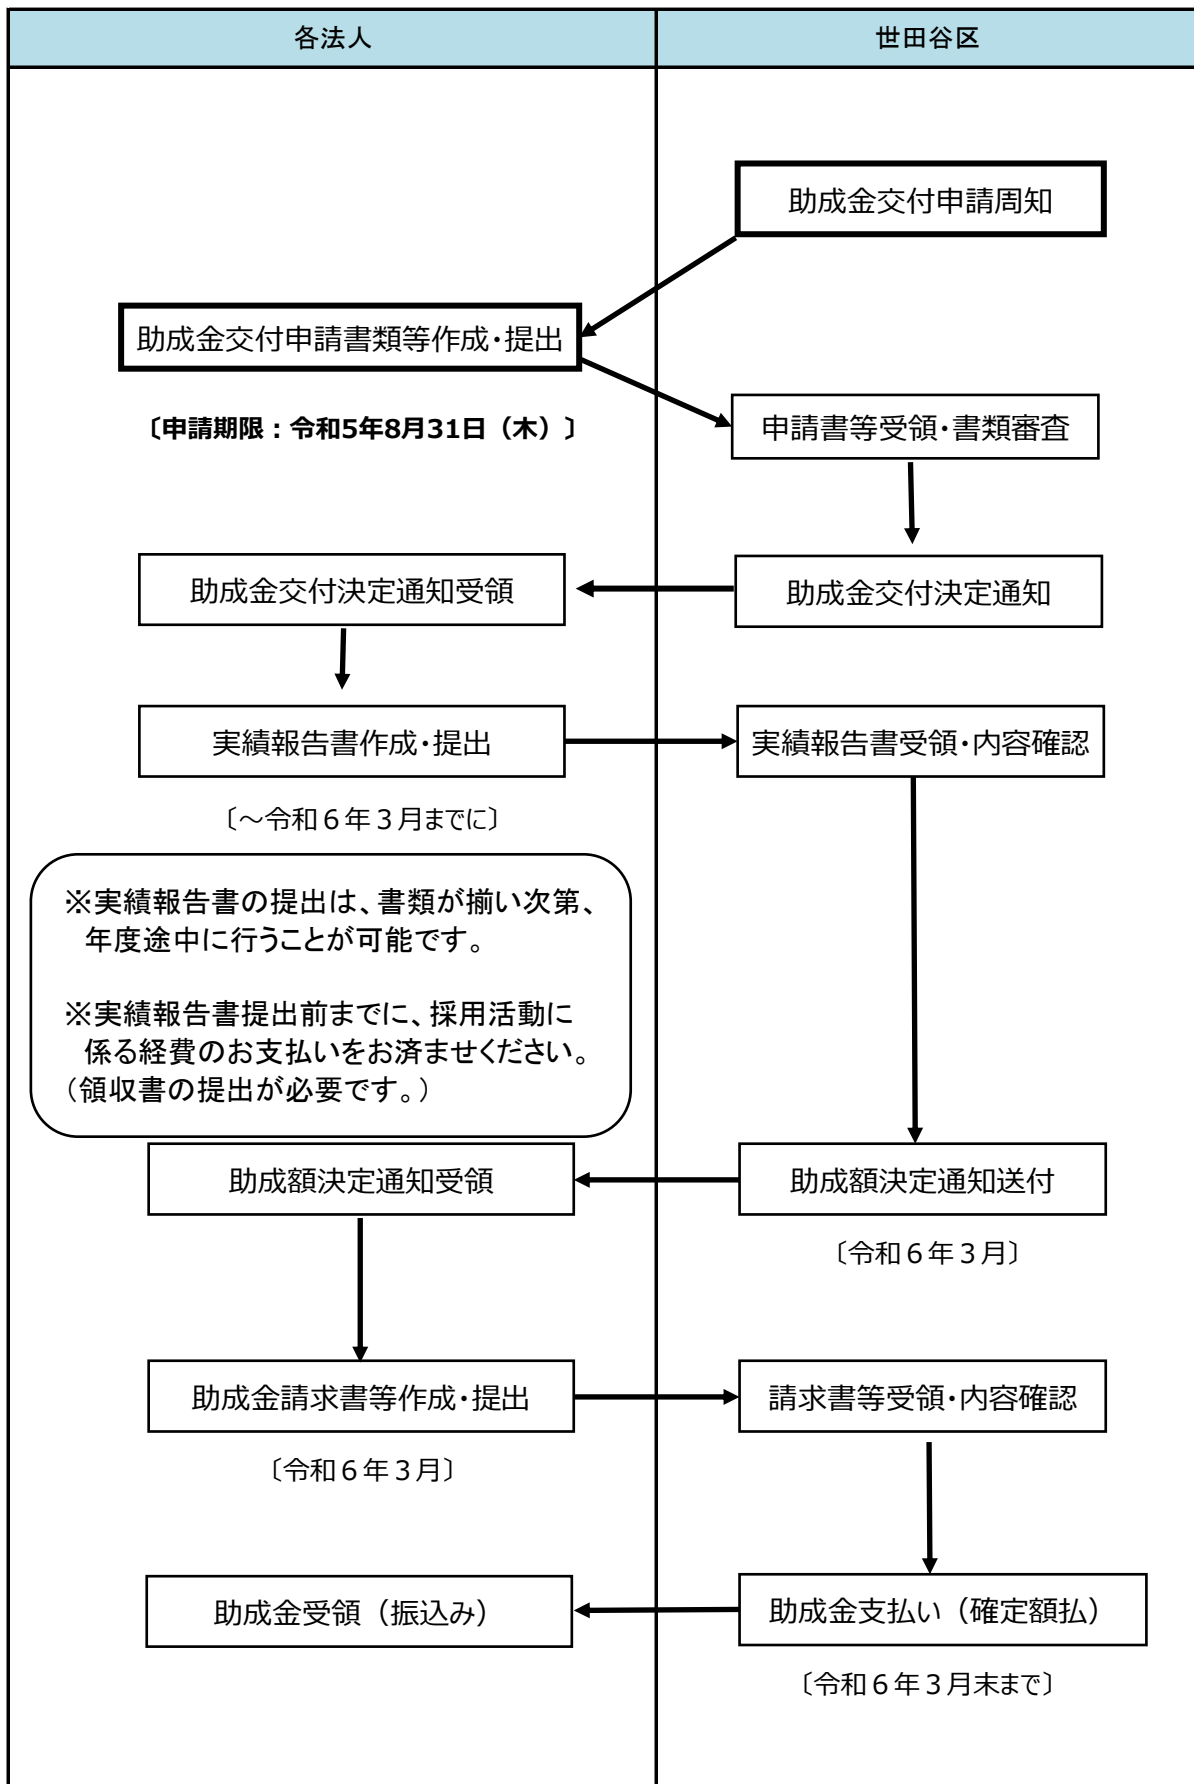 各法人
世田谷区
助成金交付申請周知
助成金交付申請書類等作成・提出
〔申請期限：令和5年8月31日（木）〕
申請書等受領・書類審査
助成金交付決定通知受領
助成金交付決定通知
実績報告書作成・提出
実績報告書受領・内容確認
〔～令和６年３月までに〕
※実績報告書の提出は、書類が揃い次第、
年度途中に行うことが可能です。
※実績報告書提出前までに、採用活動に
係る経費のお支払いをお済ませください。
（領収書の提出が必要です。）
助成額決定通知受領
助成額決定通知送付
〔令和６年３月〕
助成金請求書等作成・提出
請求書等受領・内容確認
〔令和６年３月〕
助成金受領（振込み）
助成金支払い（確定額払）
〔令和６年３月末まで〕